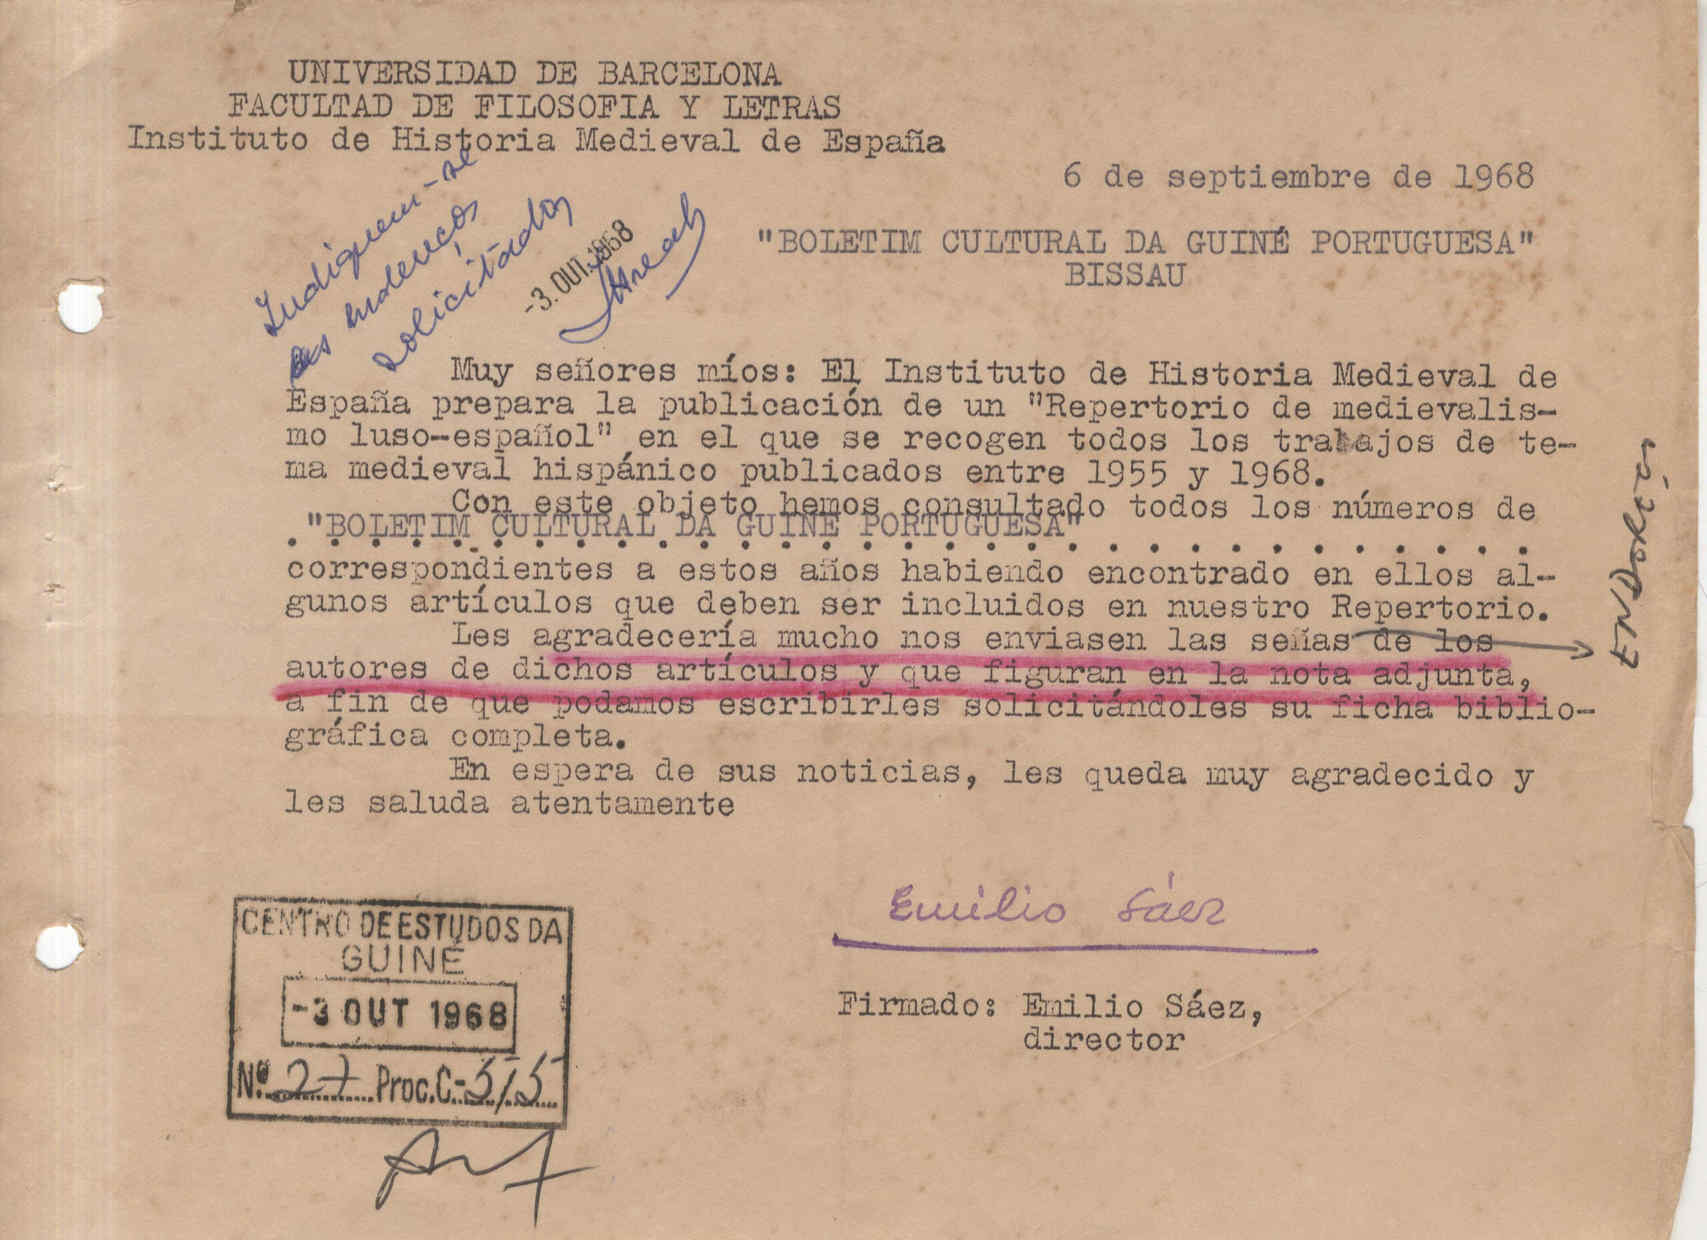 UNIVERSIDAD DE BARCELONA
FACULTAD DE FILOSOFIA Y LETRAS
Instituto de Historia Medieval de España
6 de septiembre de 1968
Indiquem-se
os endereços
solicitados
-3. OUT. 1968
"BOLETIM CULTURAL DA GUINÉ PORTUGUESA"
BISSAU
Muy señores míos: El Instituto de Historia Medieval de
España prepara la publicación de un "Repertorio de medievalis-
mo luso-español" en el que se recogen todos los trabajos de te-
ma medieval hispánico publicados entre 1955 y 1968.
Con este objeto hemos consultado todos los números de
"BOLETIM CULTURAL DA GUINÉ PORTUGUESA"
correspondientes a estos años habiendo encontrado en ellos al-
gunos artículos que deben ser incluidos en nuestro Repertorio.
Les agradecería mucho nos enviasen las señas de los
autores de dichos artículos y que figuran en la nota adjunta,
a fin de que podamos escribirles solicitándoles su ficha biblio-
gráfica completa.
En espera de sus noticias, les queda muy agradecido y
les saluda atentamente
Emilio Sáez
Firmado: Emilio Sáez,
director
CENTRO DE ESTUDOS DA
GUINÉ
-3 OUT 1968
Nº 27 Proc. C-5/5